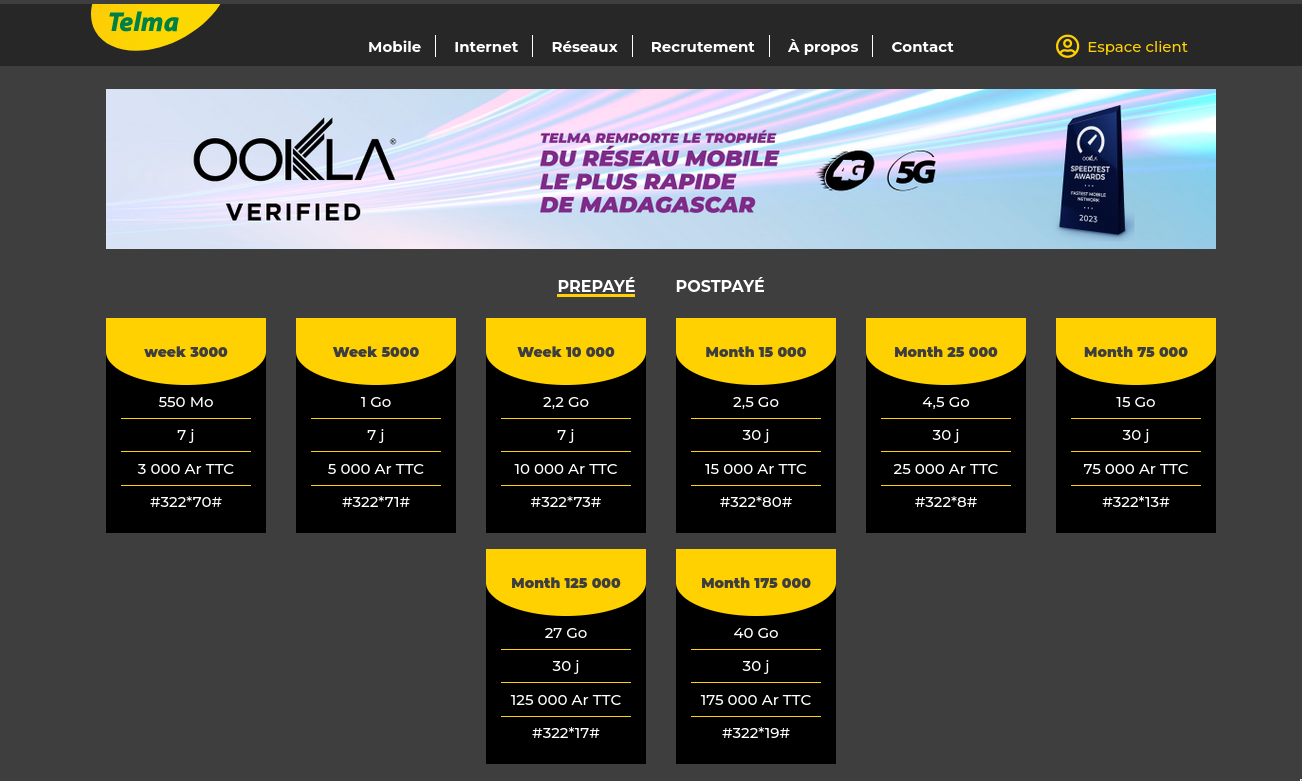 Telma
Mobile
Internet
Réseaux
Recrutement
À propos
Contact
Espace client
OOKLA®
VERIFIED
TELMA REMPORTE LE TROPHÉE
DU RÉSEAU MOBILE
LE PLUS RAPIDE
DE MADAGASCAR
4G
5G
OOKLA
SPEEDTEST
AWARDS
FASTEST MOBILE
NETWORK
2023
PREPAYÉ
POSTPAYÉ
week 3000
550 Mo
7 j
3 000 Ar TTC
#322*70#
Week 5000
1 Go
7 j
5 000 Ar TTC
#322*71#
Week 10 000
2,2 Go
7 j
10 000 Ar TTC
#322*73#
Month 15 000
2,5 Go
30 j
15 000 Ar TTC
#322*80#
Month 25 000
4,5 Go
30 j
25 000 Ar TTC
#322*8#
Month 75 000
15 Go
30 j
75 000 Ar TTC
#322*13#
Month 125 000
27 Go
30 j
125 000 Ar TTC
#322*17#
Month 175 000
40 Go
30 j
175 000 Ar TTC
#322*19#